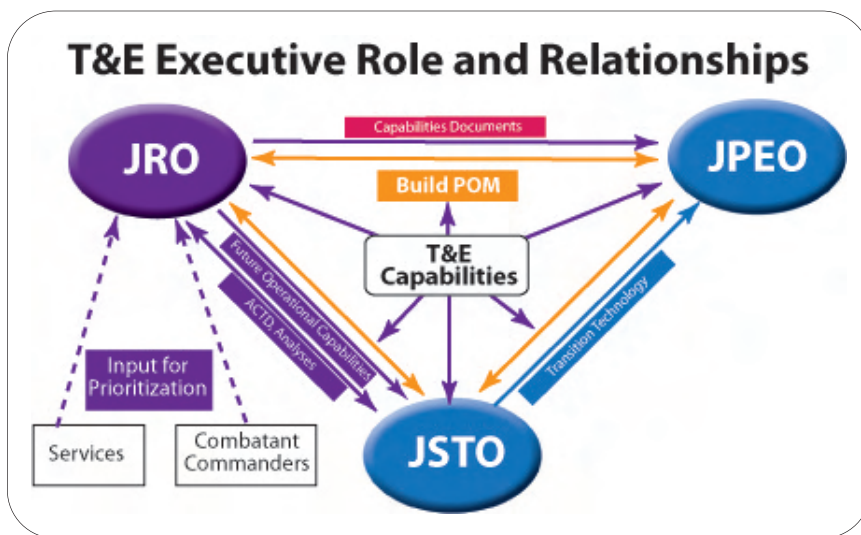 T&E Executive Role and Relationships
JRO
Capabilities Documents
JPEO
Build POM
T&E
Capabilities
Future Operational Capabilities
ACTD, Analyses
Transition Technology
Input for
Prioritization
Services
Combatant
Commanders
JSTO